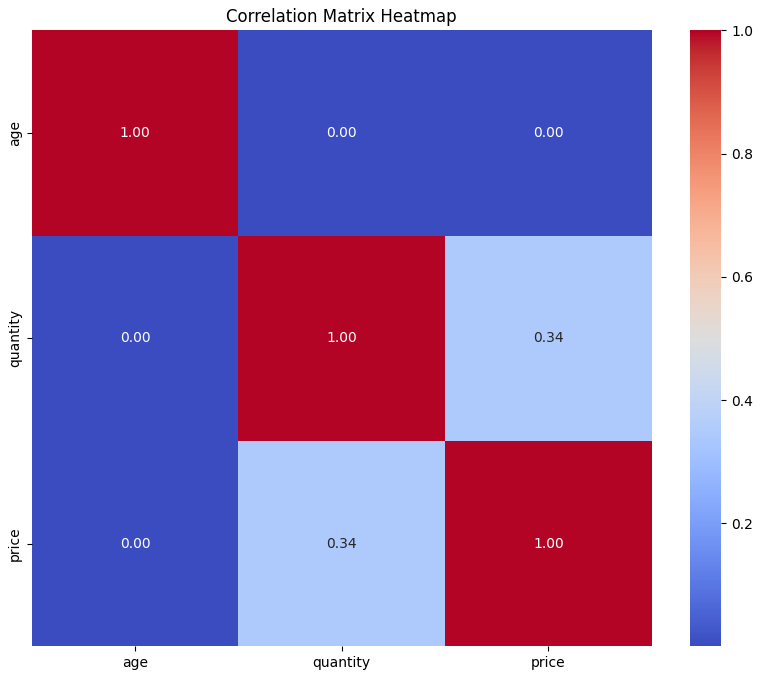 Correlation Matrix Heatmap
1.0
age
1.00 0.00 0.00
0.8
0.6
quantity
0.00 1.00 0.34
0.4
0.2
price
0.00 0.34 1.00
age quantity price